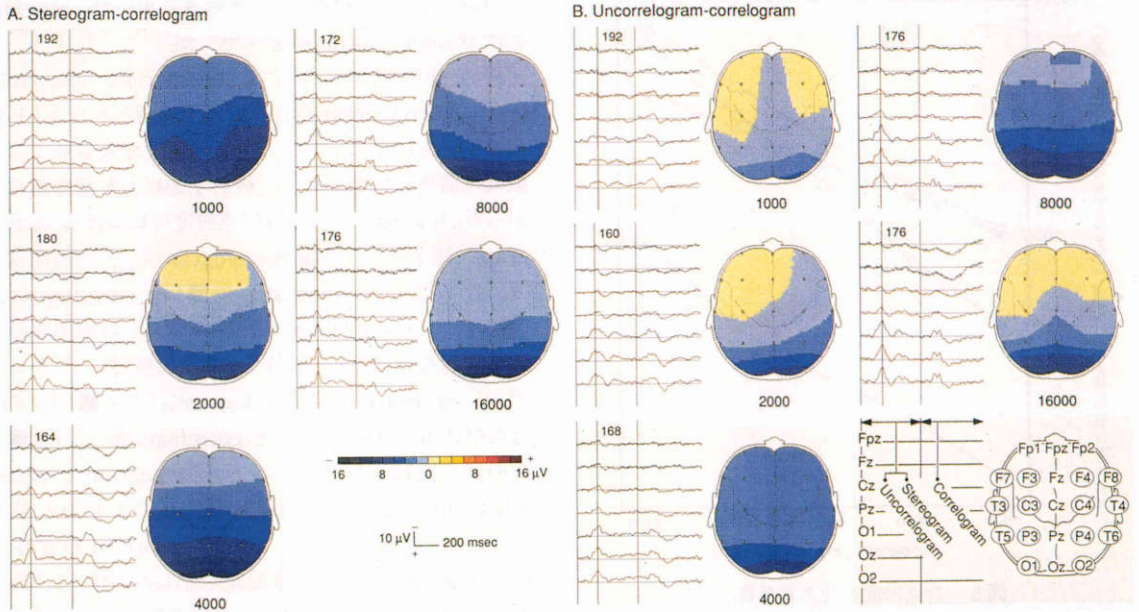 A. Stereogram-correlogram
B. Uncorrelogram-correlogram
192
1000
172
8000
192
1000
176
8000
180
2000
176
16000
160
2000
176
16000
164
4000
− +
16 8 0 8 16 µV
10 µV
− +
200 msec
168
4000
Fpz
Fz
Cz
Pz
O1
Oz
O2
Uncorrelogram
Stereogram
Correlogram
Fp1 Fpz Fp2
F7 F3 Fz F4 F8
T3 C3 Cz C4 T4
T5 P3 Pz P4 T6
O1 Oz O2